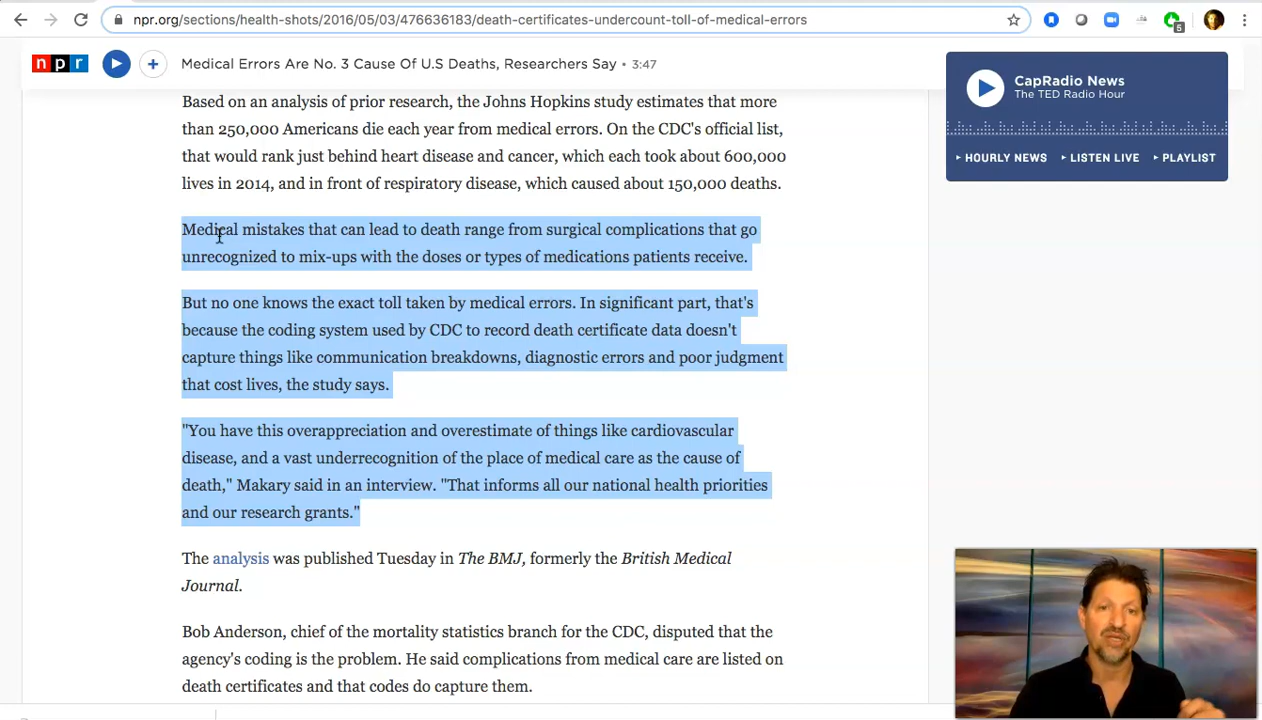 npr.org/sections/health-shots/2016/05/03/476636183/death-certificates-undercount-toll-of-medical-errors
5
npr
Medical Errors Are No. 3 Cause Of U.S Deaths, Researchers Say • 3:47
CapRadio News
The TED Radio Hour
HOURLY NEWS
LISTEN LIVE
PLAYLIST
Based on an analysis of prior research, the Johns Hopkins study estimates that more
than 250,000 Americans die each year from medical errors. On the CDC's official list,
that would rank just behind heart disease and cancer, which each took about 600,000
lives in 2014, and in front of respiratory disease, which caused about 150,000 deaths.
Medical mistakes that can lead to death range from surgical complications that go
unrecognized to mix-ups with the doses or types of medications patients receive.
But no one knows the exact toll taken by medical errors. In significant part, that's
because the coding system used by CDC to record death certificate data doesn't
capture things like communication breakdowns, diagnostic errors and poor judgment
that cost lives, the study says.
"You have this overappreciation and overestimate of things like cardiovascular
disease, and a vast underrecognition of the place of medical care as the cause of
death," Makary said in an interview. "That informs all our national health priorities
and our research grants."
The analysis was published Tuesday in The BMJ, formerly the British Medical
Journal.
Bob Anderson, chief of the mortality statistics branch for the CDC, disputed that the
agency's coding is the problem. He said complications from medical care are listed on
death certificates and that codes do capture them.